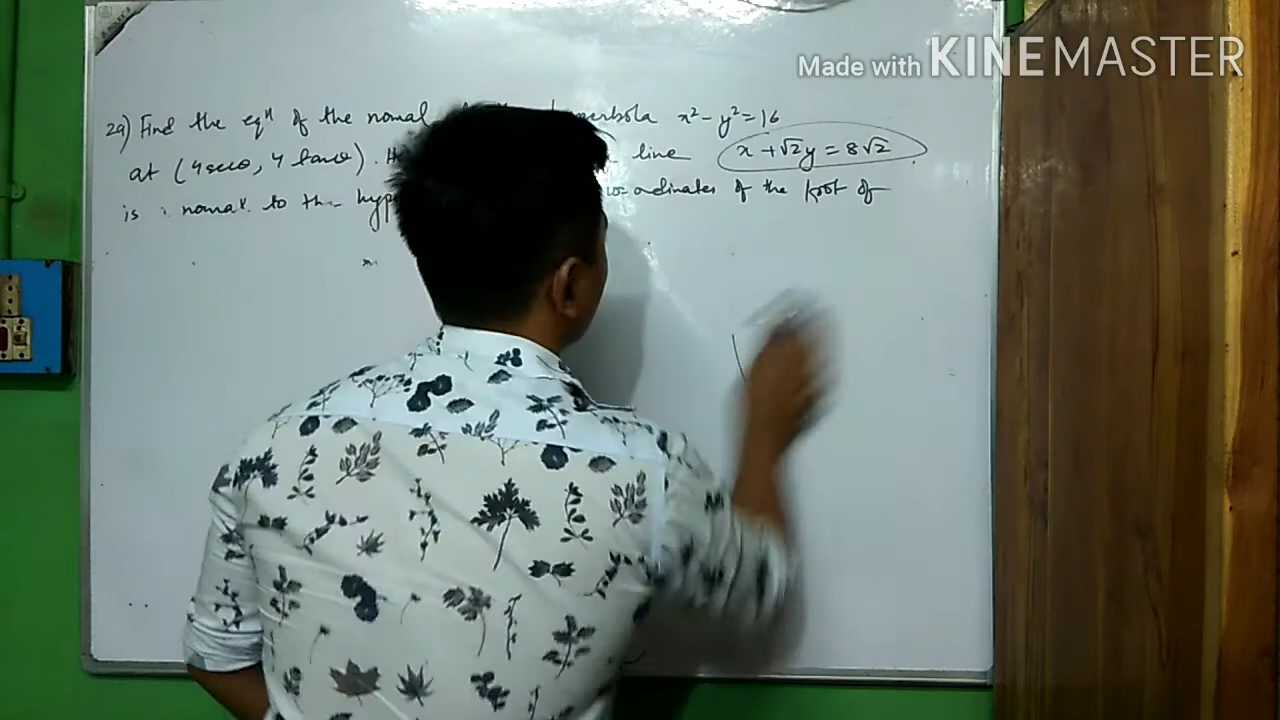 Made with KINEMASTER
29) Find the eqⁿ of the normal hyperbola x² - y² = 16
at (4secθ, 4 tanθ). line x + √2y = 8√2
is normal to the hyp co-ordinates of the foot of